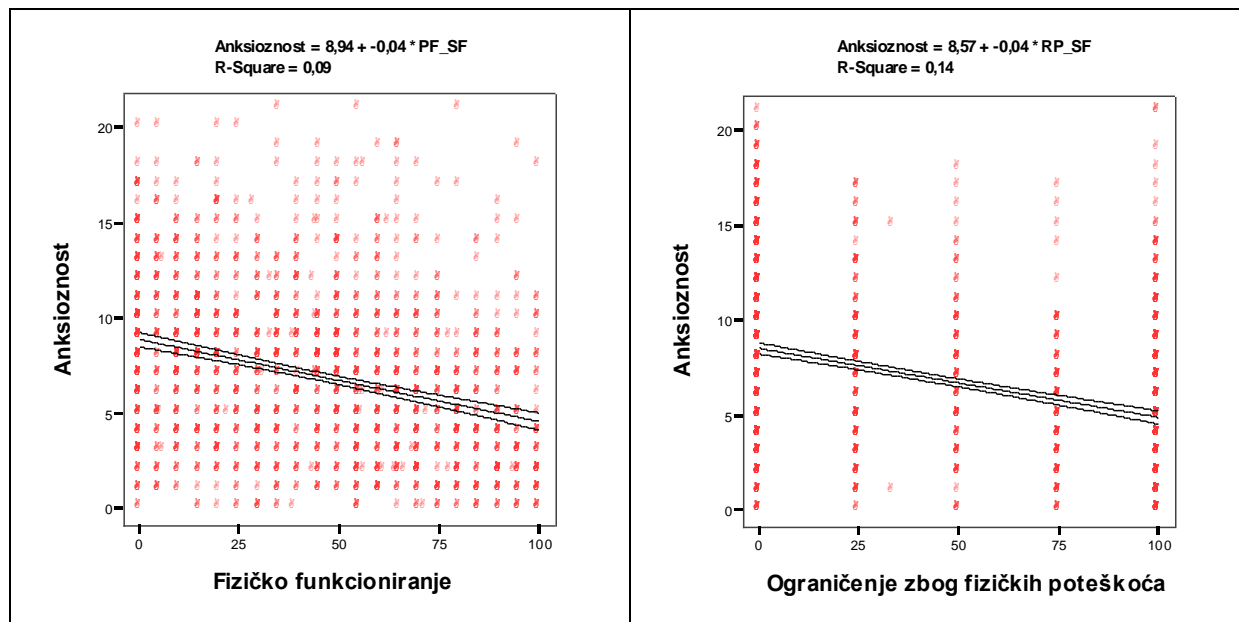 Anksioznost = 8,94 + -0,04 * PF_SF
R-Square = 0,09
20
15
10
5
0
Anksioznost
0 25 50 75 100
Fizičko funkcioniranje
Anksioznost = 8,57 + -0,04 * RP_SF
R-Square = 0,14
20
15
10
5
0
Anksioznost
0 25 50 75 100
Ograničenje zbog fizičkih poteškoća